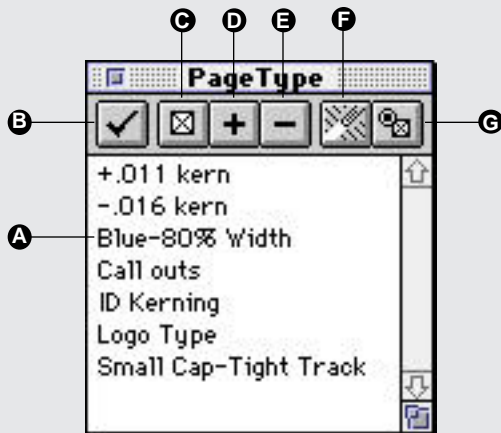 C D E F
PageType
B G
+.011 kern
-.016 kern
A Blue-80% Width
Call outs
ID Kerning
Logo Type
Small Cap-Tight Track